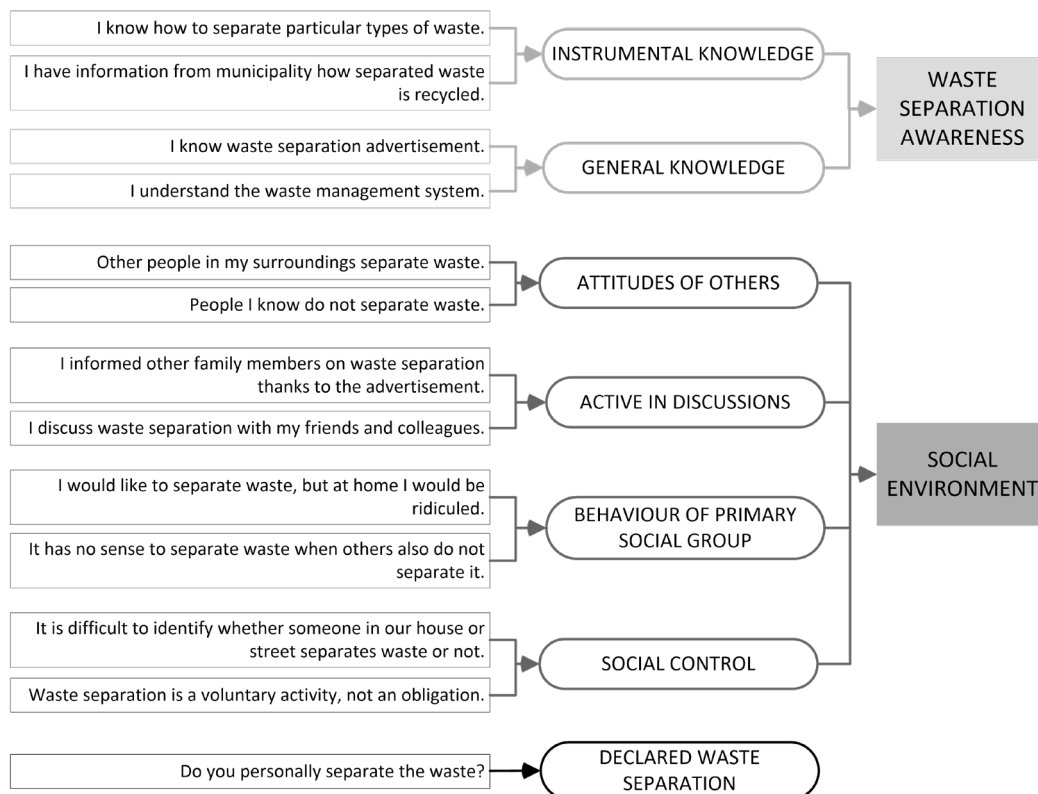 I know how to separate particular types of waste.
I have information from municipality how separated waste
is recycled.
INSTRUMENTAL KNOWLEDGE
I know waste separation advertisement.
I understand the waste management system.
GENERAL KNOWLEDGE
WASTE
SEPARATION
AWARENESS
Other people in my surroundings separate waste.
People I know do not separate waste.
ATTITUDES OF OTHERS
I informed other family members on waste separation
thanks to the advertisement.
I discuss waste separation with my friends and colleagues.
ACTIVE IN DISCUSSIONS
I would like to separate waste, but at home I would be
ridiculed.
It has no sense to separate waste when others also do not
separate it.
BEHAVIOUR OF PRIMARY
SOCIAL GROUP
It is difficult to identify whether someone in our house or
street separates waste or not.
Waste separation is a voluntary activity, not an obligation.
SOCIAL CONTROL
SOCIAL
ENVIRONMENT
Do you personally separate the waste?
DECLARED WASTE
SEPARATION